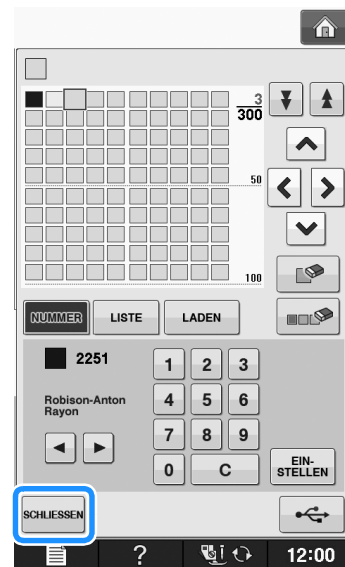 3
300
50
100
NUMMER LISTE LADEN
2251
Robison-Anton
Rayon
1 2 3
4 5 6
7 8 9
0 C
EIN-
STELLEN
SCHLIESSEN
? 12:00